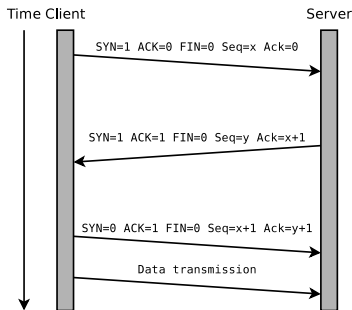 Time Client Server
SYN=1 ACK=0 FIN=0 Seq=x Ack=0
SYN=1 ACK=1 FIN=0 Seq=y Ack=x+1
SYN=0 ACK=1 FIN=0 Seq=x+1 Ack=y+1
Data transmission